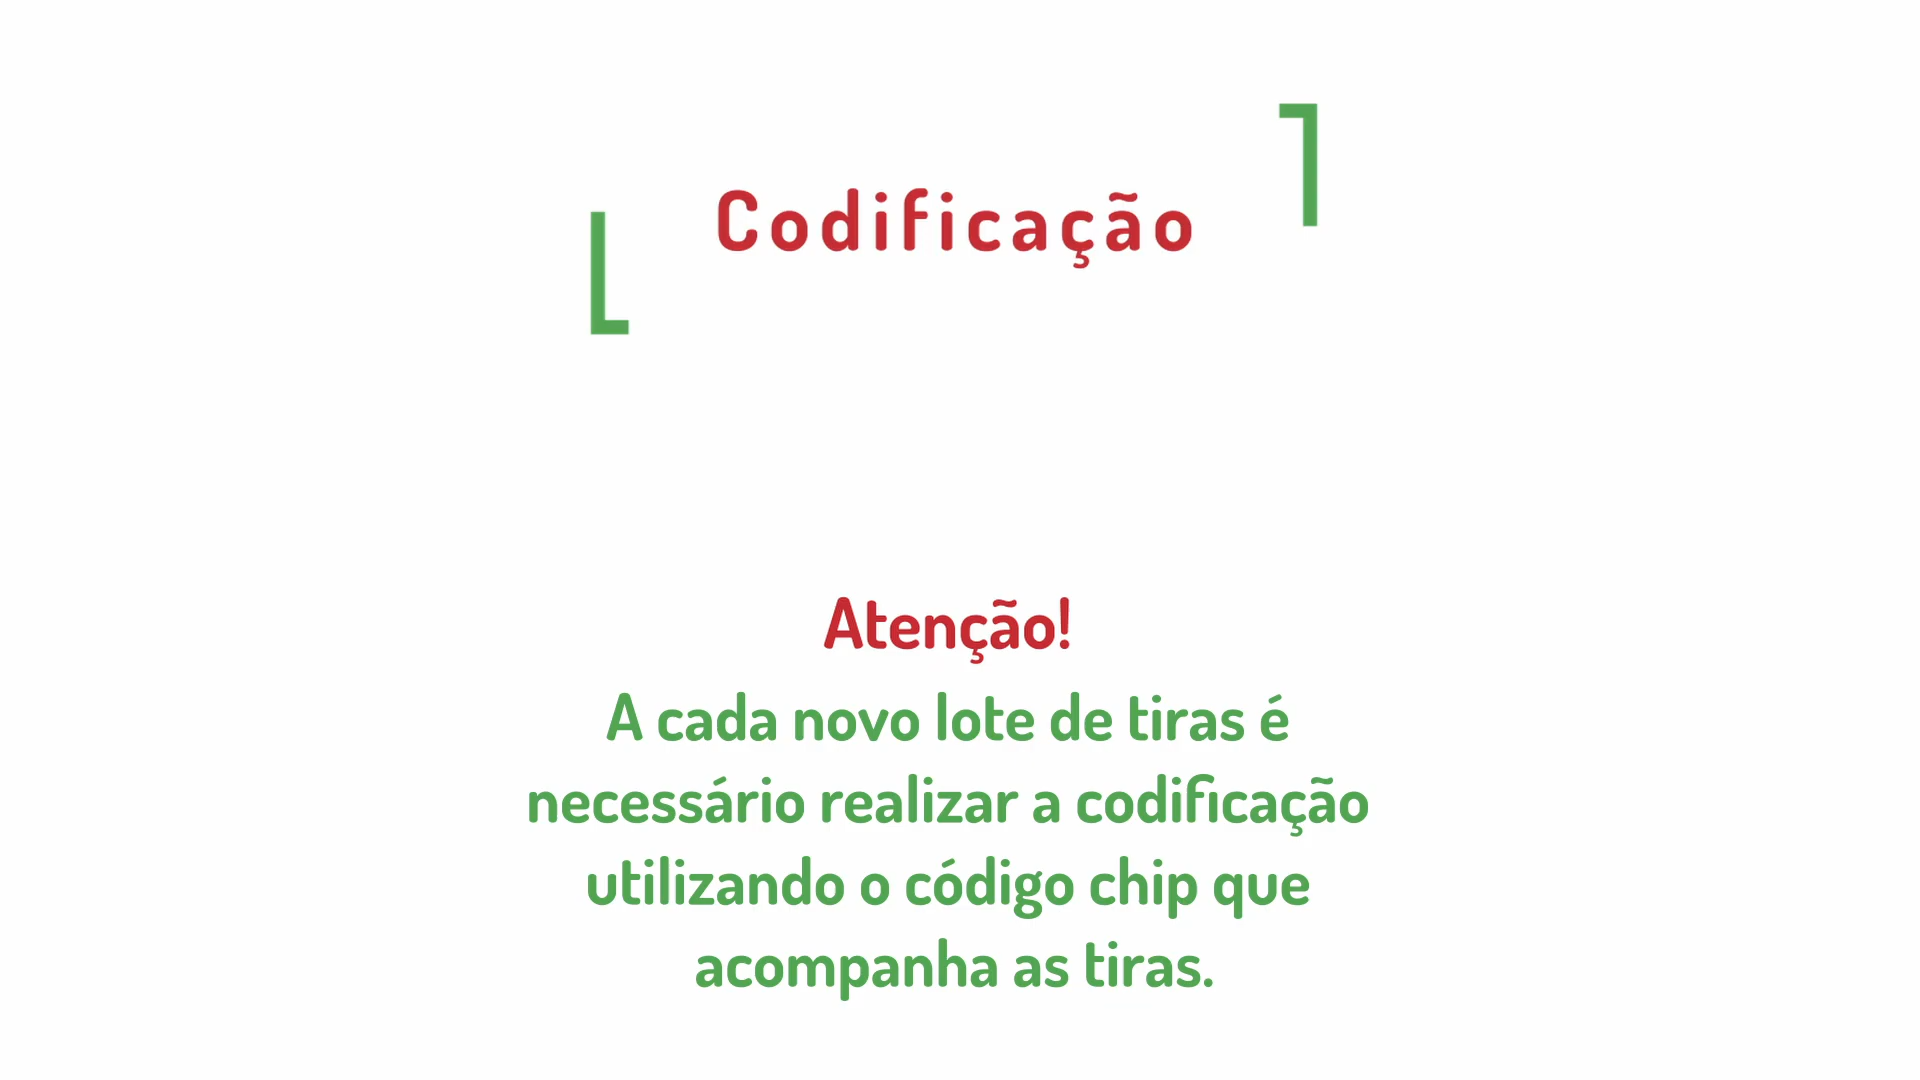 Codificação
Atenção!
A cada novo lote de tiras é
necessário realizar a codificação
utilizando o código chip que
acompanha as tiras.